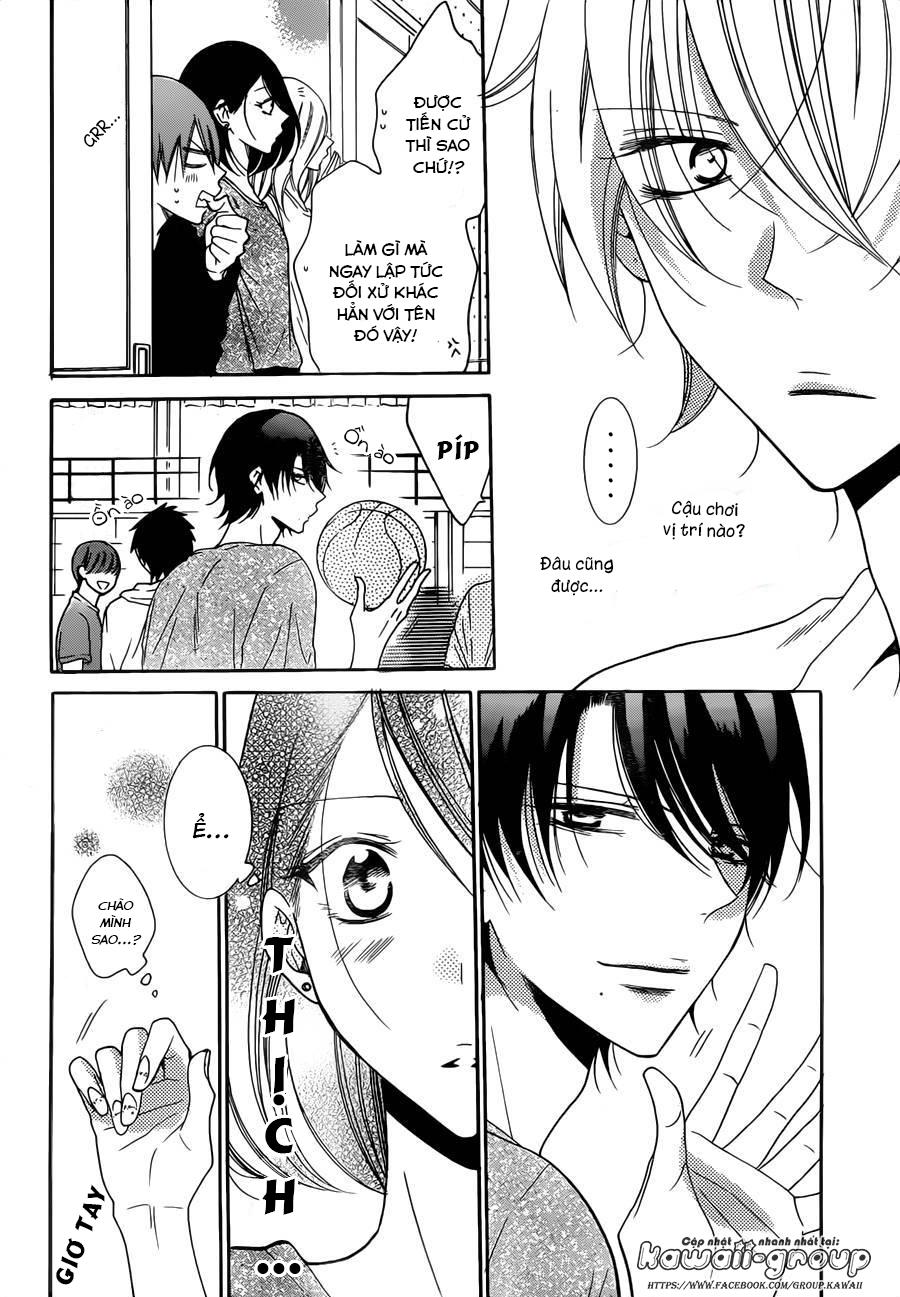 . . . . .
Cậu chơi
vị trí nào?
Đâu cũng
được...
ĐƯỢC
TIẾN CỬ
THÌ SAO
CHỨ!?
LÀM GÌ MÀ
NGAY LẬP TỨC
ĐỐI XỬ KHÁC
HẲN VỚI TÊN
ĐÓ VẬY!
GRR...
PÍP
Ồn ào
Ồn ào
Ể...
THỊCH...
CHÀO
MÌNH
SAO...?
GIƠ TAY
Cập nhật nhanh nhất tại:
kawaii-group
HTTPS://WWW.FACEBOOK.COM/GROUP.KAWAII